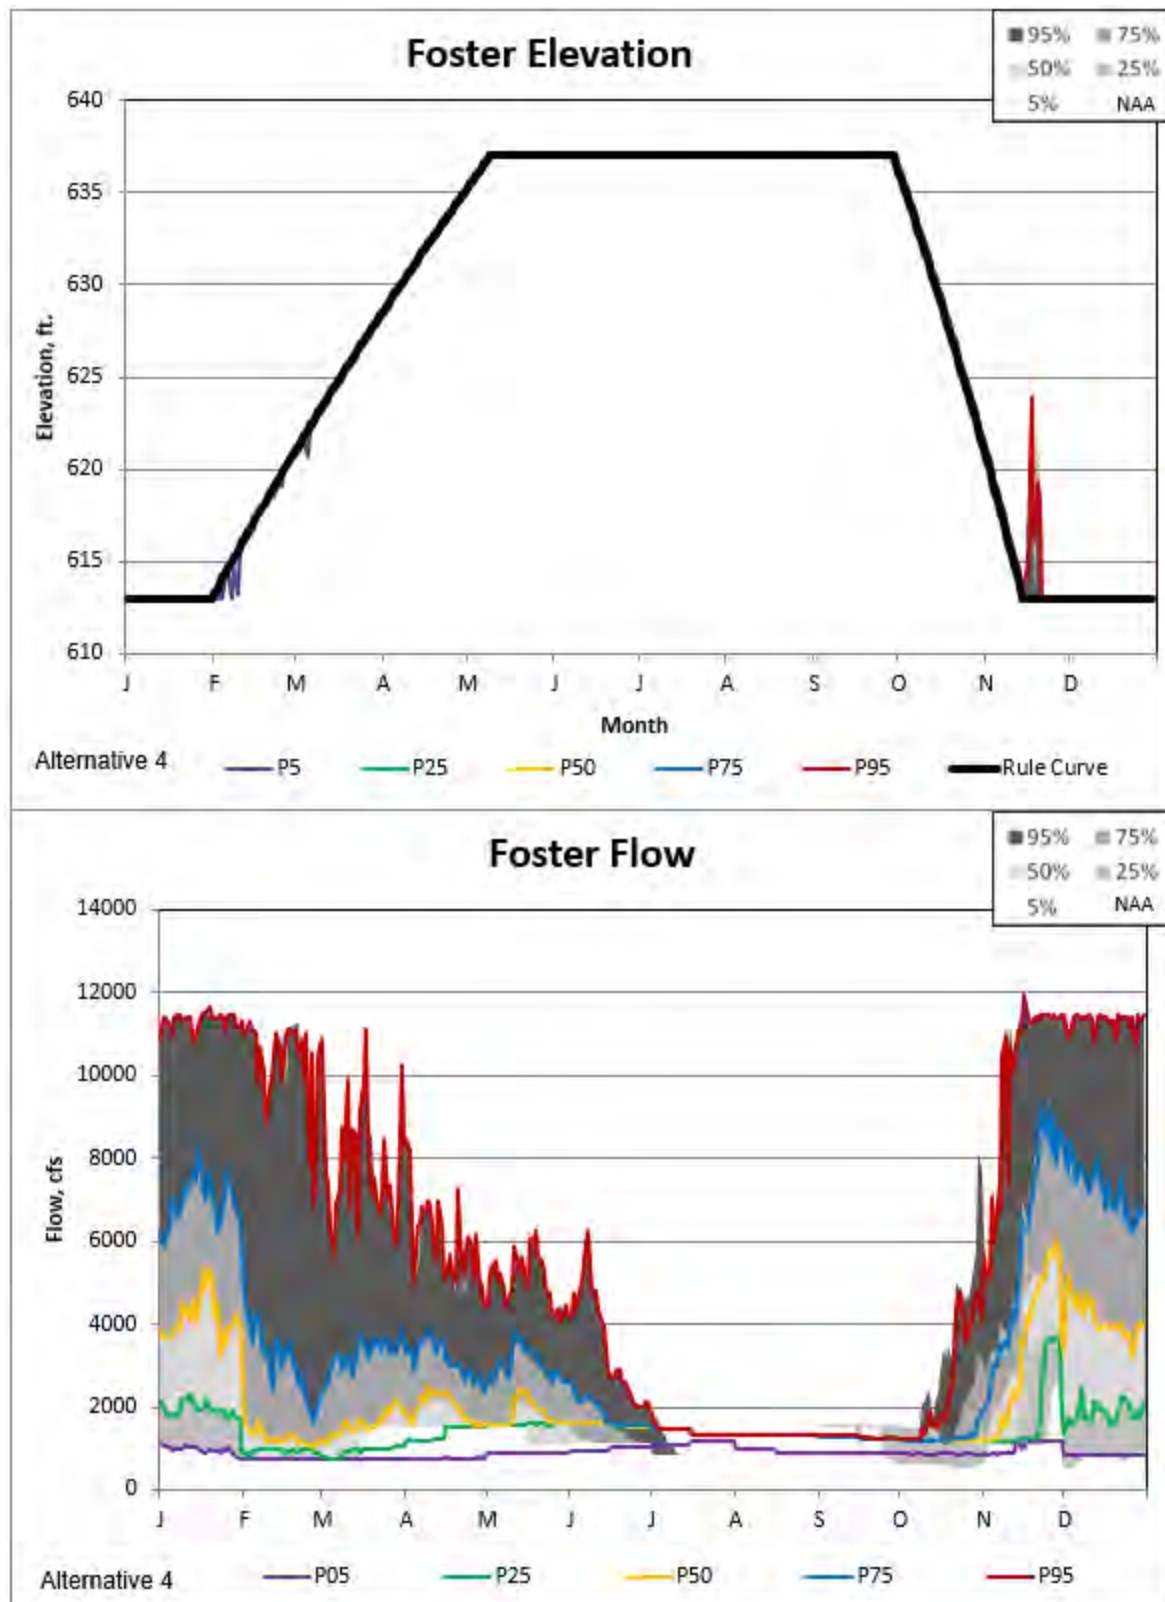 Foster Elevation
95% 75%
50% 25%
5% NAA
640
635
630
625
620
615
610
Elevation, ft.
J F M A M J J A S O N D
Month
Alternative 4 P5 P25 P50 P75 P95 Rule Curve
Foster Flow
95% 75%
50% 25%
5% NAA
14000
12000
10000
8000
6000
4000
2000
0
Flow, cfs
J F M A M J J A S O N D
Alternative 4 P05 P25 P50 P75 P95